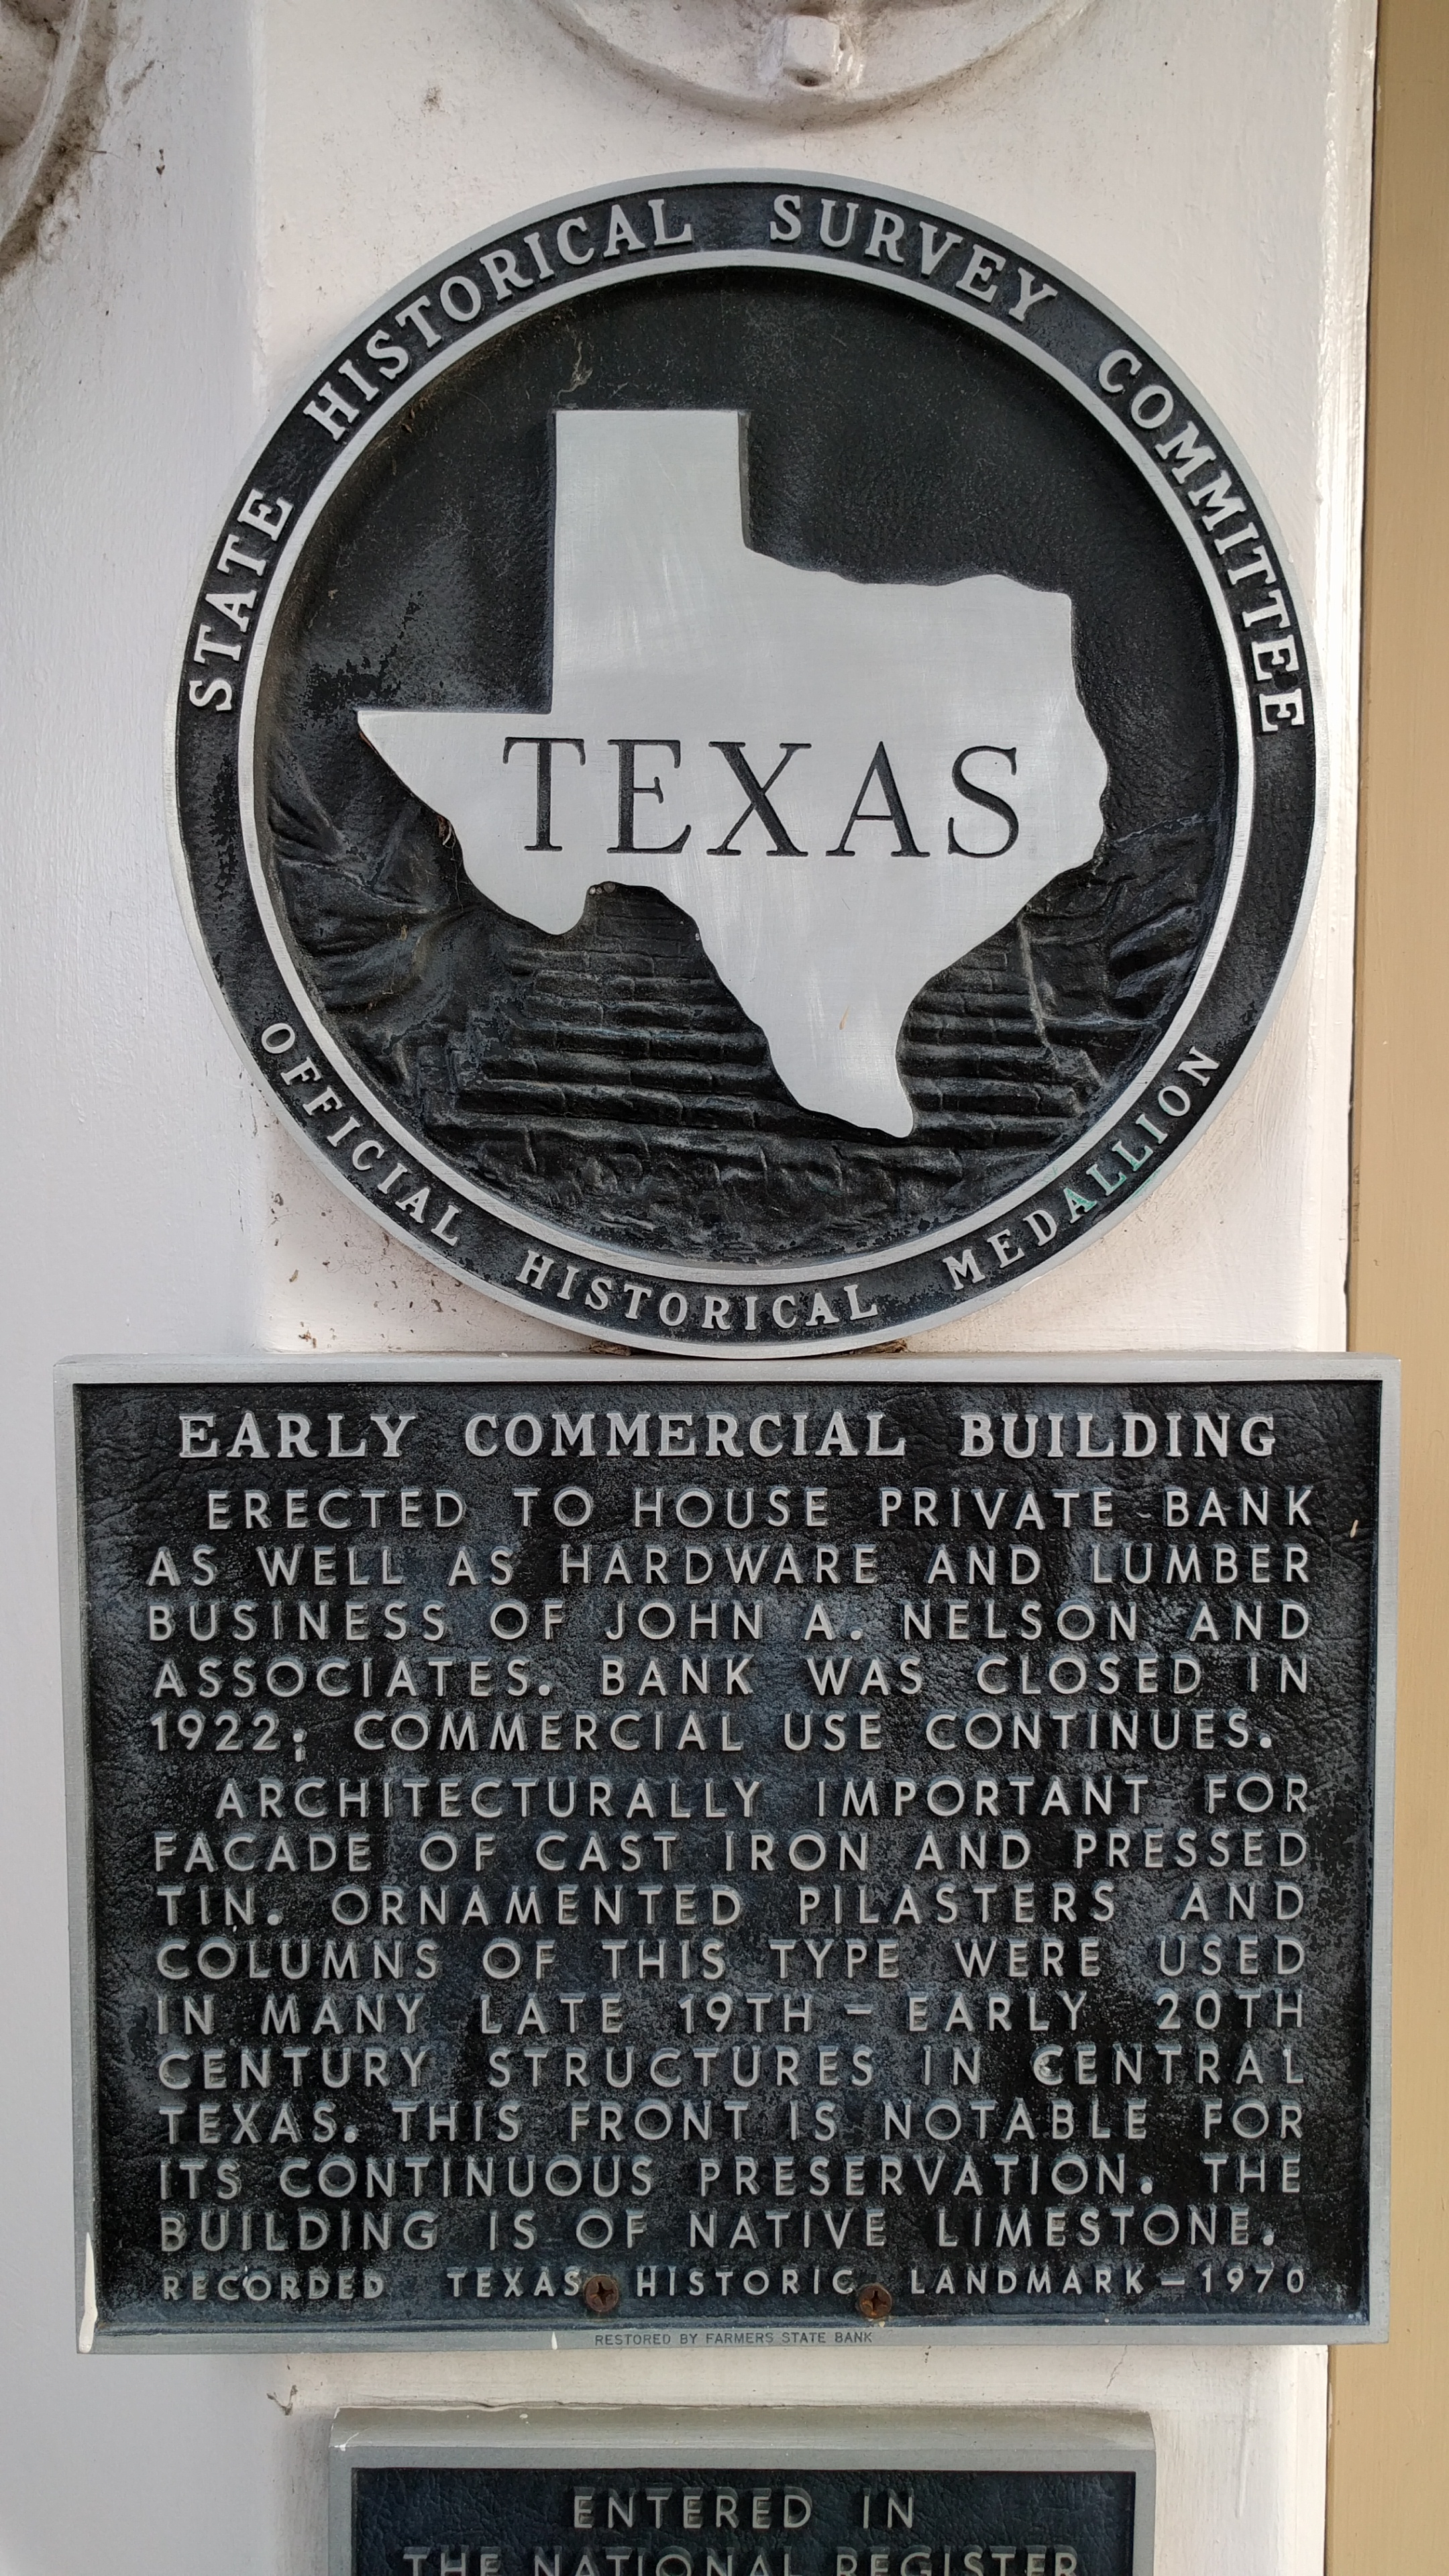 STATE HISTORICAL SURVEY COMMITTEE
TEXAS
OFFICIAL HISTORICAL MEDALLION
EARLY COMMERCIAL BUILDING
ERECTED TO HOUSE PRIVATE BANK
AS WELL AS HARDWARE AND LUMBER
BUSINESS OF JOHN A. NELSON AND
ASSOCIATES. BANK WAS CLOSED IN
1922; COMMERCIAL USE CONTINUES.
ARCHITECTURALLY IMPORTANT FOR
FACADE OF CAST IRON AND PRESSED
TIN. ORNAMENTED PILASTERS AND
COLUMNS OF THIS TYPE WERE USED
IN MANY LATE 19TH – EARLY 20TH
CENTURY STRUCTURES IN CENTRAL
TEXAS. THIS FRONT IS NOTABLE FOR
ITS CONTINUOUS PRESERVATION. THE
BUILDING IS OF NATIVE LIMESTONE.
RECORDED TEXAS HISTORIC LANDMARK – 1970
RESTORED BY FARMERS STATE BANK
ENTERED IN
THE NATIONAL REGISTER